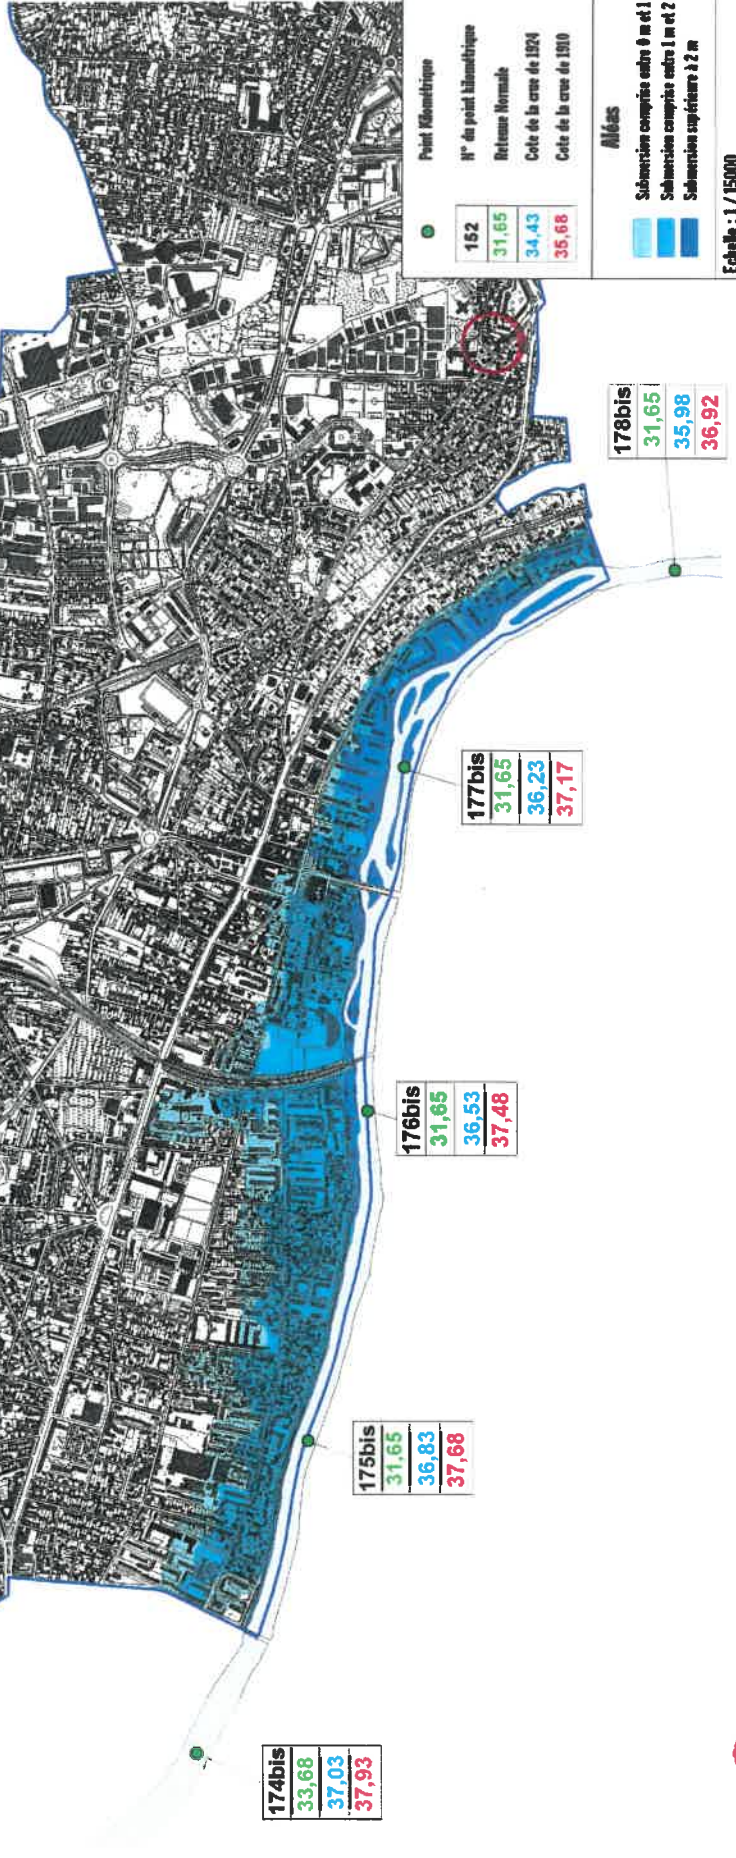 Point Kilométrique
152
N° du point kilométrique
31,65
Retenue Normale
34,43
Cote de la crue de 1924
35,68
Cote de la crue de 1910
Aléas
Submersion comprise entre 0 m et 1
Submersion comprise entre 1 m et 2
Submersion supérieure à 2 m
Echelle : 1 / 15000
174bis
33,68
37,03
37,93
175bis
31,65
36,83
37,68
176bis
31,65
36,53
37,48
177bis
31,65
36,23
37,17
178bis
31,65
35,98
36,92